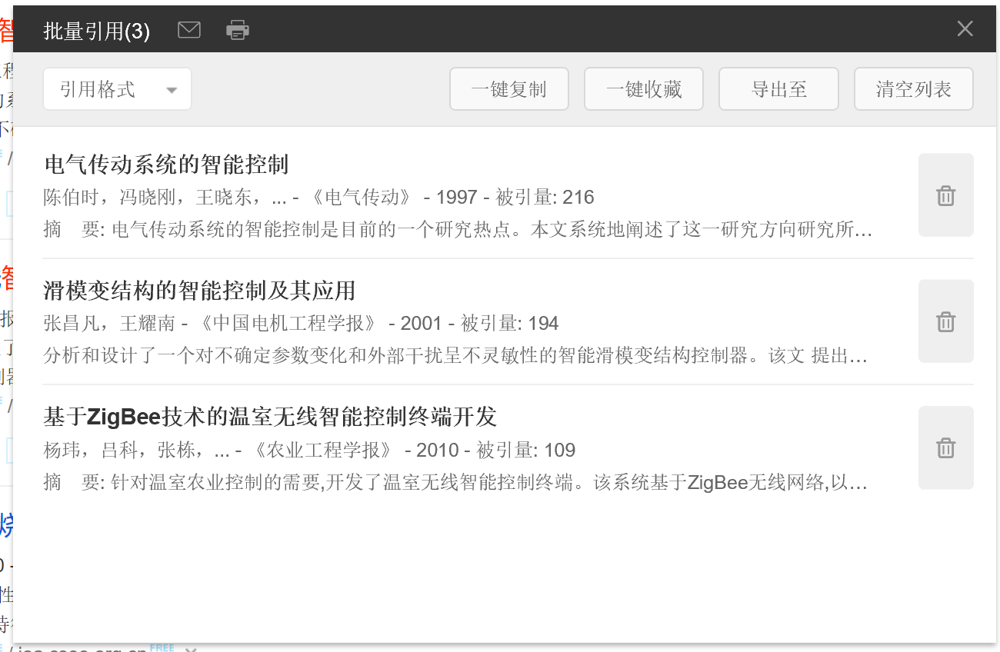 批量引用(3)
引用格式
一键复制
一键收藏
导出至
清空列表
电气传动系统的智能控制
陈伯时，冯晓刚，王晓东，... - 《电气传动》 - 1997 - 被引量: 216
摘 要: 电气传动系统的智能控制是目前的一个研究热点。本文系统地阐述了这一研究方向研究所…
滑模变结构的智能控制及其应用
张昌凡，王耀南 - 《中国电机工程学报》 - 2001 - 被引量: 194
分析和设计了一个对不确定参数变化和外部干扰呈不灵敏性的智能滑模变结构控制器。该文 提出…
基于ZigBee技术的温室无线智能控制终端开发
杨玮，吕科，张栋，... - 《农业工程学报》 - 2010 - 被引量: 109
摘 要: 针对温室农业控制的需要,开发了温室无线智能控制终端。该系统基于ZigBee无线网络,以…
FREE